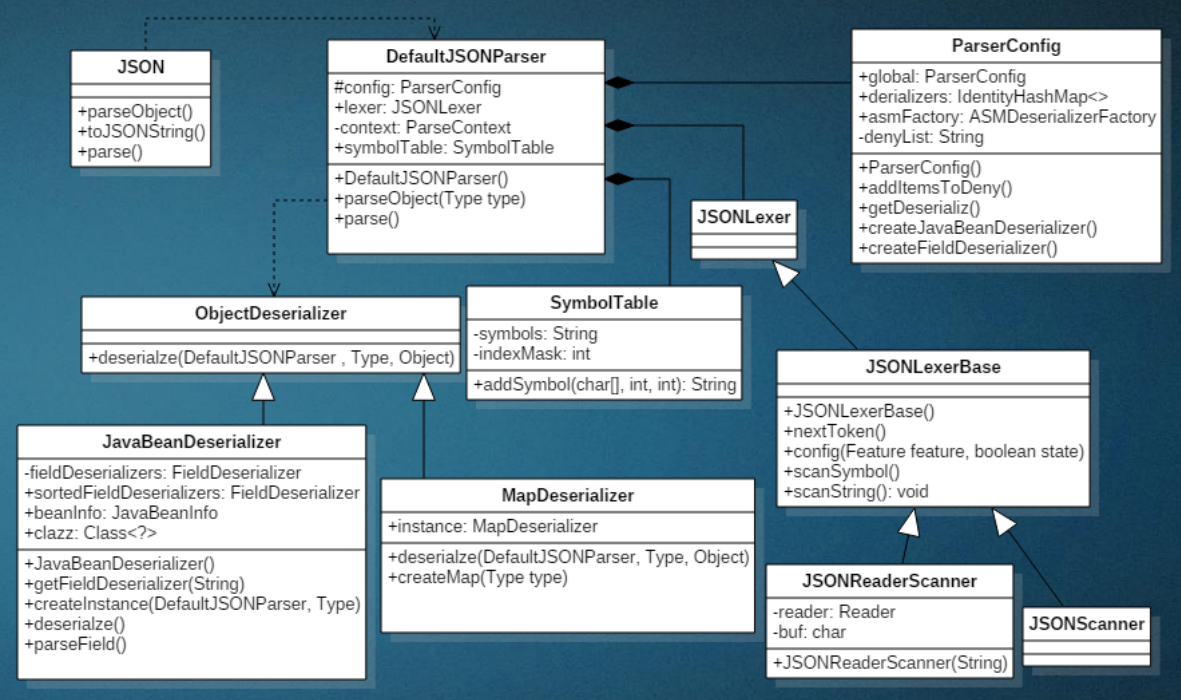 JSON
+parseObject()
+toJSONString()
+parse()
DefaultJSONParser
#config: ParserConfig
+lexer: JSONLexer
-context: ParseContext
+symbolTable: SymbolTable
+DefaultJSONParser()
+parseObject(Type type)
+parse()
ParserConfig
+global: ParserConfig
+derializers: IdentityHashMap<>
+asmFactory: ASMDeserializerFactory
-denyList: String
+ParserConfig()
+addItemsToDeny()
+getDeserializ()
+createJavaBeanDeserializer()
+createFieldDeserializer()
JSONLexer
ObjectDeserializer
+deserialze(DefaultJSONParser , Type, Object)
SymbolTable
-symbols: String
-indexMask: int
+addSymbol(char[], int, int): String
JSONLexerBase
+JSONLexerBase()
+nextToken()
+config(Feature feature, boolean state)
+scanSymbol()
+scanString(): void
JavaBeanDeserializer
-fieldDeserializers: FieldDeserializer
+sortedFieldDeserializers: FieldDeserializer
+beanInfo: JavaBeanInfo
+clazz: Class<?>
+JavaBeanDeserializer()
+getFieldDeserializer(String)
+createInstance(DefaultJSONParser, Type)
+deserialze()
+parseField()
MapDeserializer
+instance: MapDeserializer
+deserialze(DefaultJSONParser, Type, Object)
+createMap(Type type)
JSONReaderScanner
-reader: Reader
-buf: char
+JSONReaderScanner(String)
JSONScanner